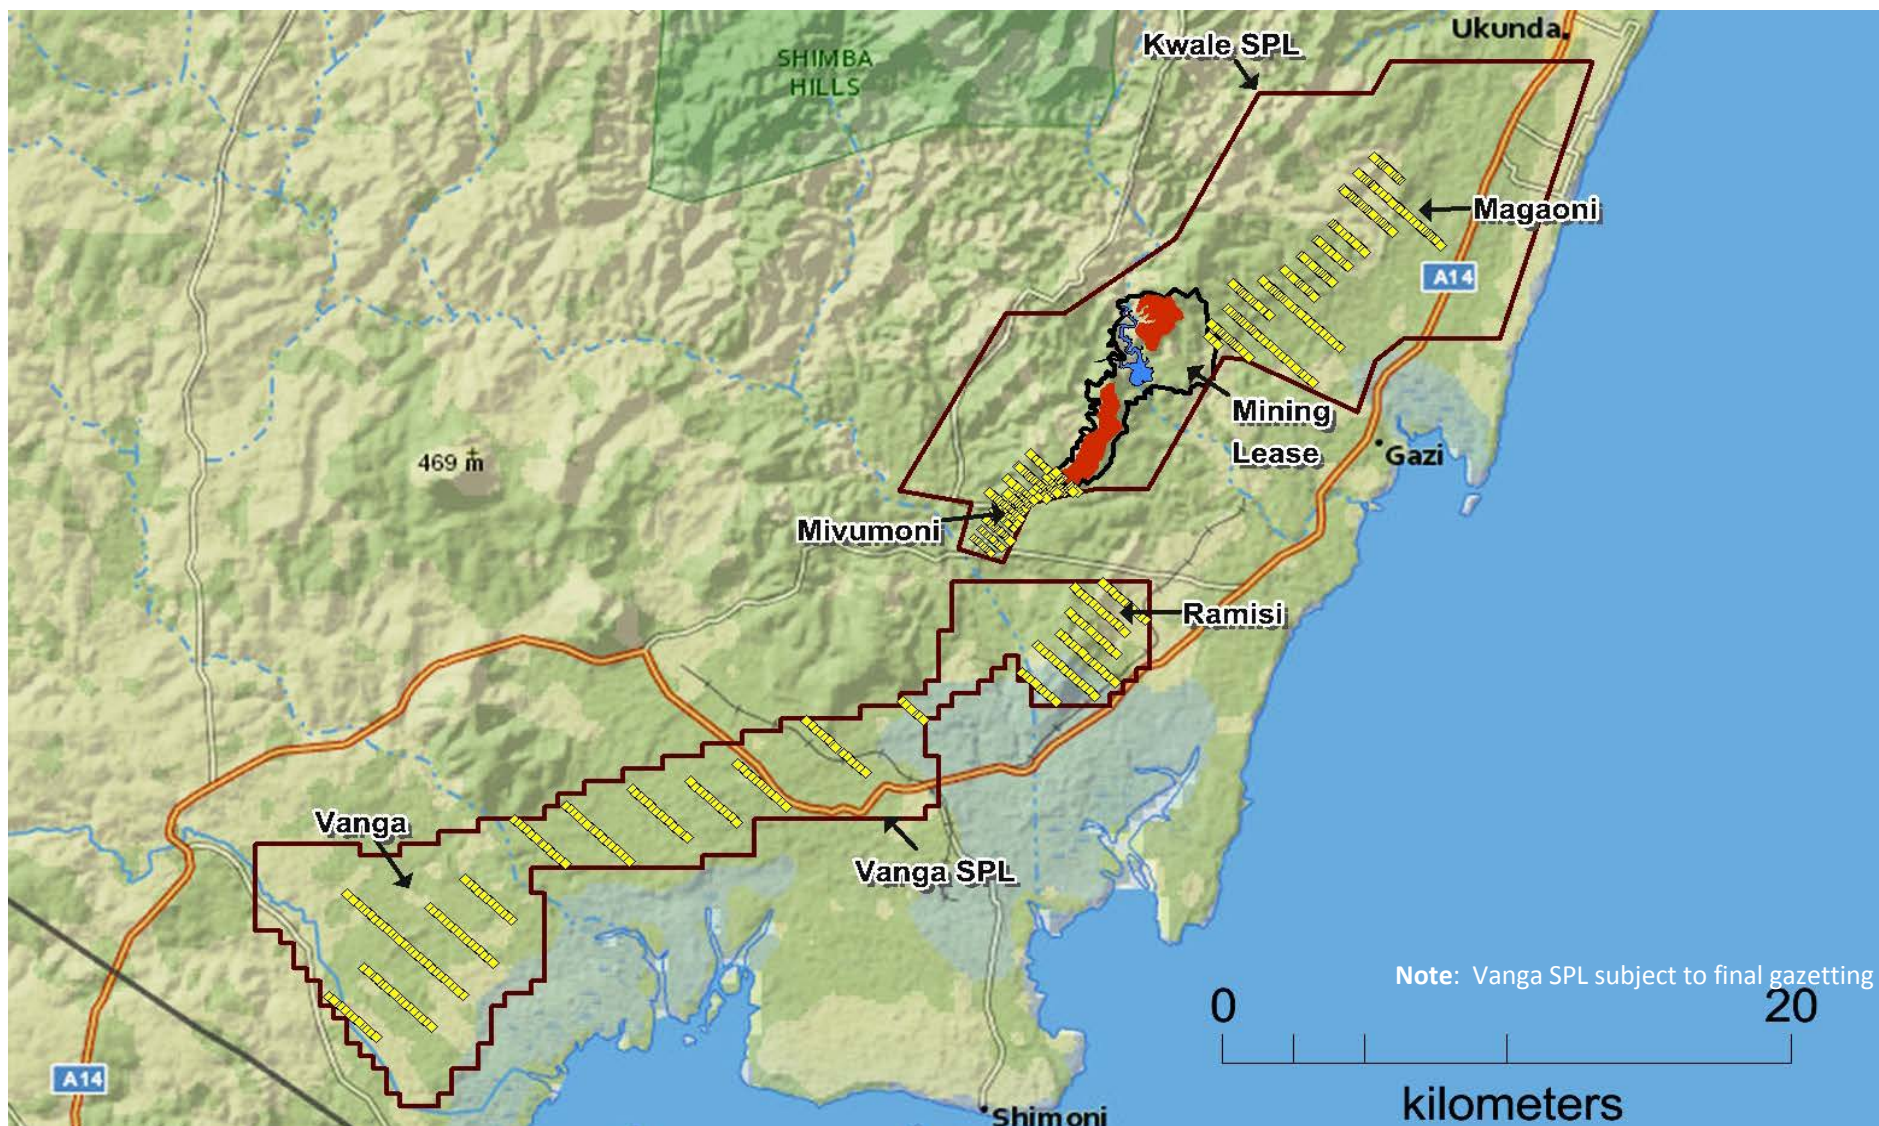 Ukunda
Kwale SPL
SHIMBA
HILLS
Magaoni
A14
Mining
Lease
Gazi
469 m
Mivumoni
Ramisi
Vanga
Vanga SPL
Note: Vanga SPL subject to final gazetting
0 20
A14
kilometers
Shimoni